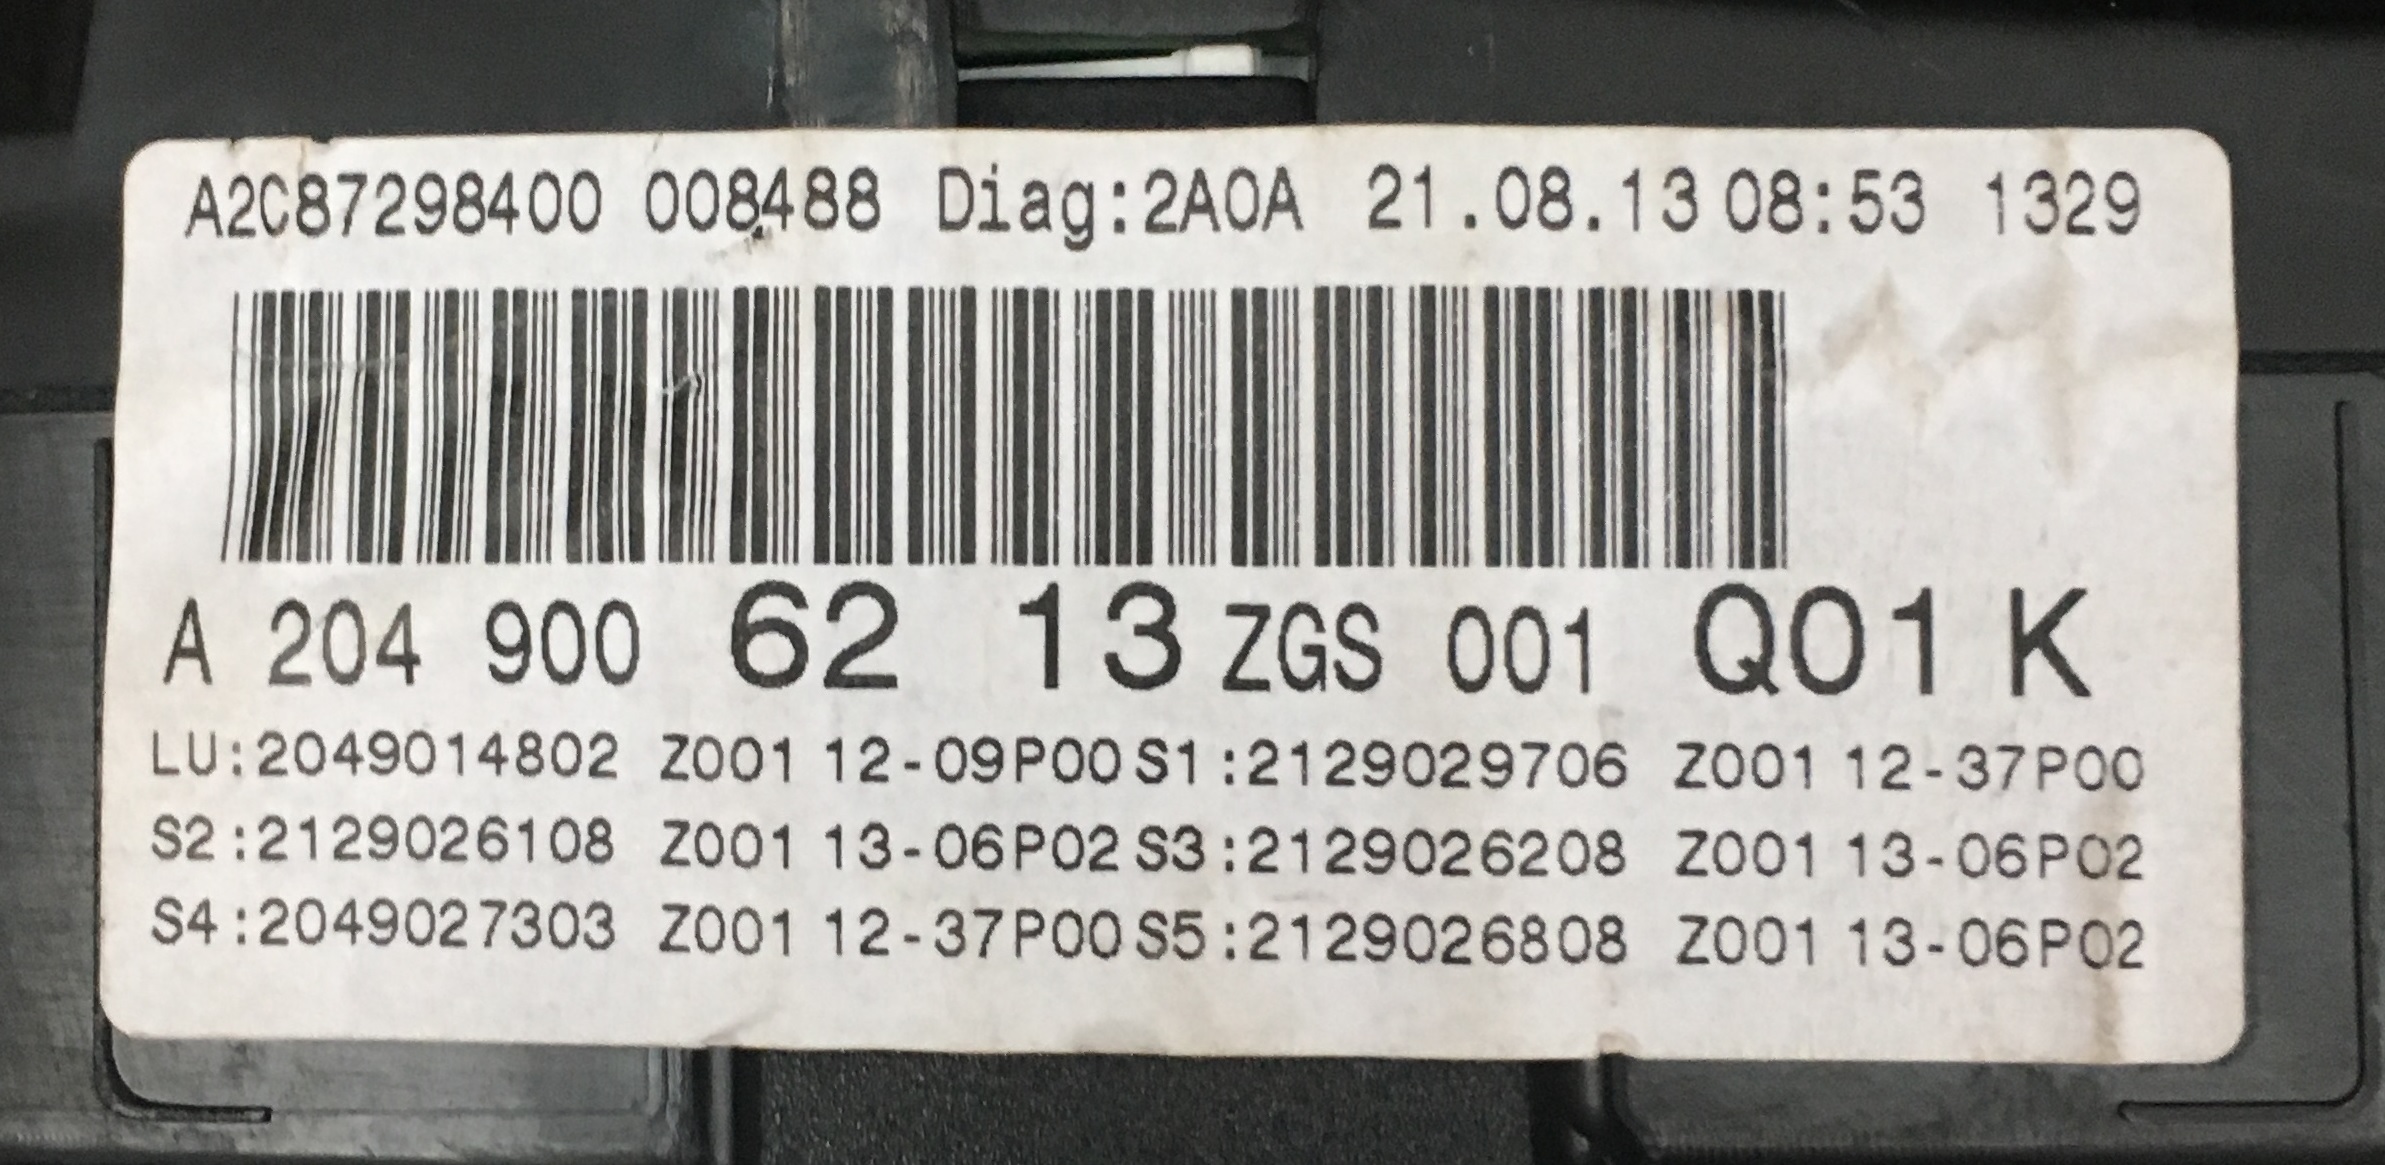 A2C87298400 008488 Diag:2A0A 21.08.13 08:53 1329
A 204 900 62 13 ZGS 001 Q01 K
LU:2049014802 Z001 12-09P00 S1:2129029706 Z001 12-37P00
S2:2129026108 Z001 13-06P02 S3:2129026208 Z001 13-06P02
S4:2049027303 Z001 12-37P00 S5:2129026808 Z001 13-06P02